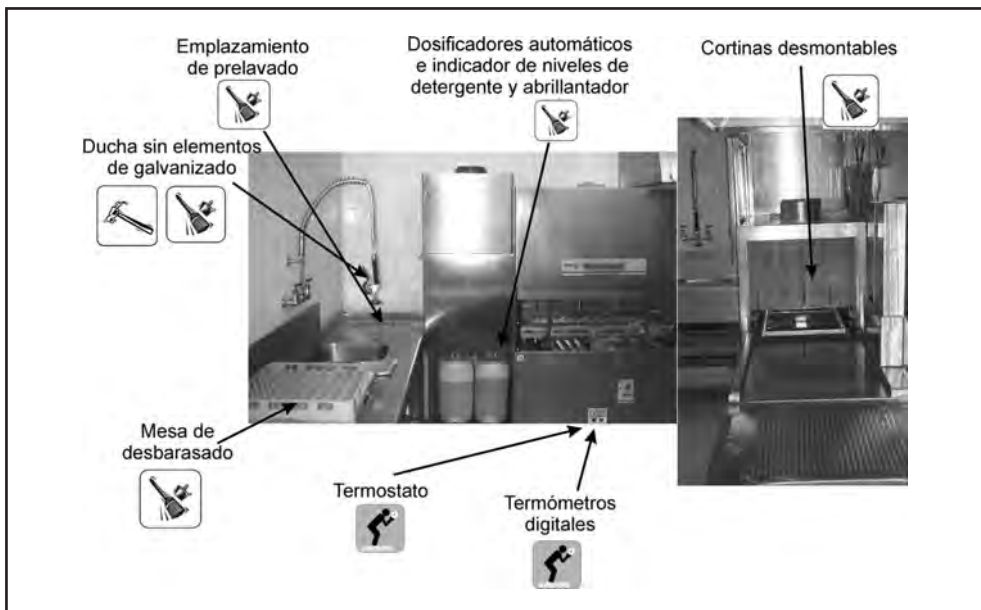 Emplazamiento
de prelavado
Dosificadores automáticos
e indicador de niveles de
detergente y abrillantador
Cortinas desmontables
Ducha sin elementos
de galvanizado
Mesa de
desbarasado
Termostato
Termómetros
digitales